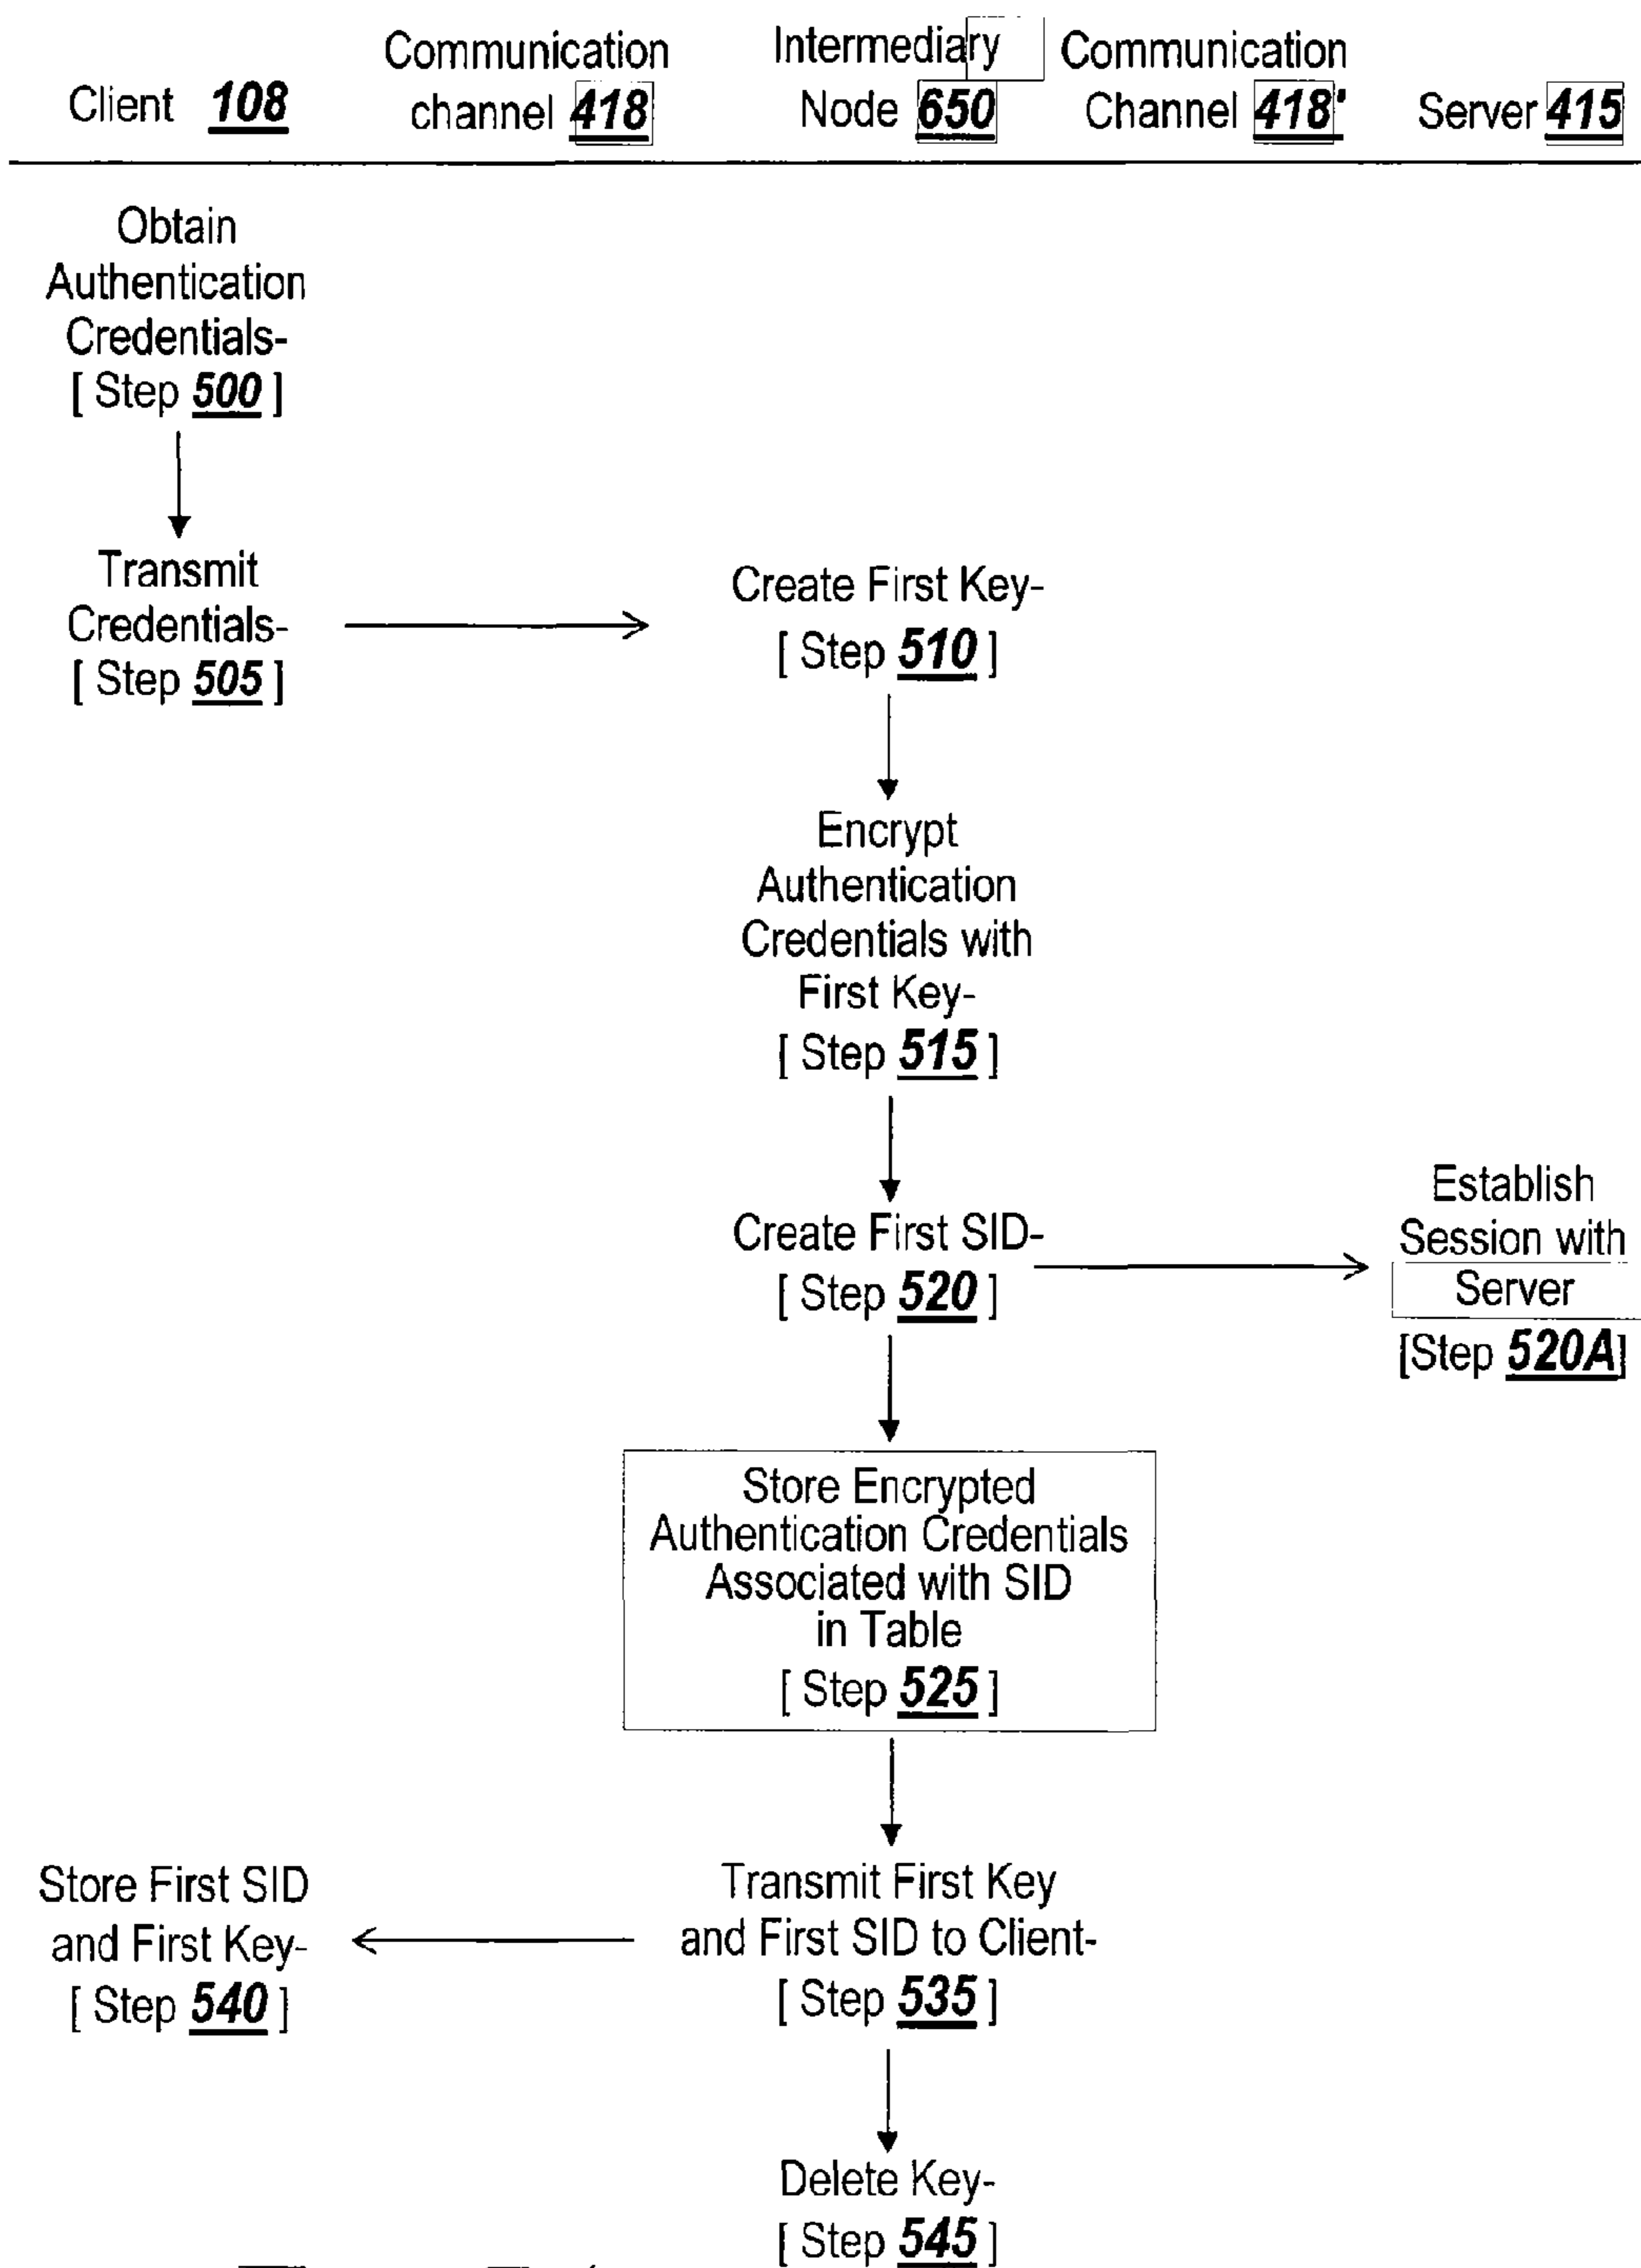 Client 108
Communication
channel 418
Intermediary
Node 650
Communication
Channel 418'
Server 415
Obtain
Authentication
Credentials-
[ Step 500 ]
Transmit
Credentials-
[ Step 505 ]
Create First Key-
[ Step 510 ]
Encrypt
Authentication
Credentials with
First Key-
[ Step 515 ]
Create First SID-
[ Step 520 ]
Establish
Session with
Server
[Step 520A]
Store Encrypted
Authentication Credentials
Associated with SID
in Table
[ Step 525 ]
Transmit First Key
and First SID to Client-
[ Step 535 ]
Store First SID
and First Key-
[ Step 540 ]
Delete Key-
[ Step 545 ]